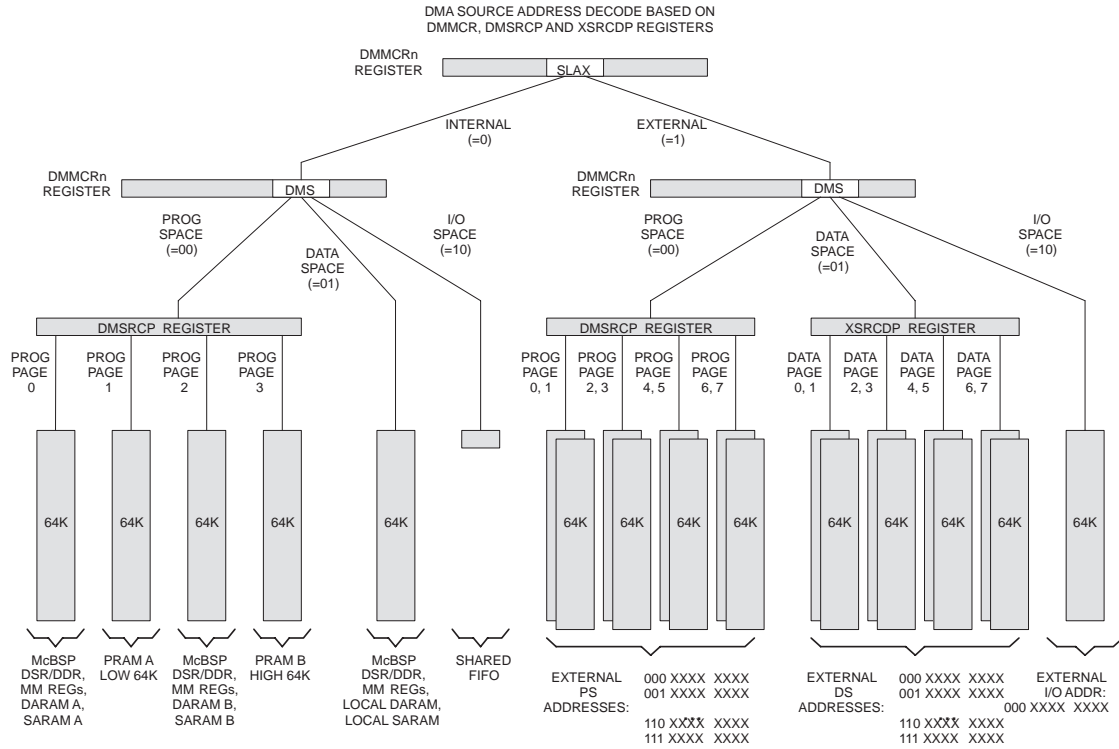 DMA SOURCE ADDRESS DECODE BASED ON
DMMCR, DMSRCP AND XSRCDP REGISTERS
DMMCRn
REGISTER
SLAX
INTERNAL
(=0)
EXTERNAL
(=1)
DMMCRn
REGISTER
DMS
DMMCRn
REGISTER
DMS
PROG
SPACE
(=00)
DATA
SPACE
(=01)
I/O
SPACE
(=10)
PROG
SPACE
(=00)
DATA
SPACE
(=01)
I/O
SPACE
(=10)
DMSRCP REGISTER
DMSRCP REGISTER
XSRCDP REGISTER
PROG
PAGE
0
PROG
PAGE
1
PROG
PAGE
2
PROG
PAGE
3
PROG
PAGE
0, 1
PROG
PAGE
2, 3
PROG
PAGE
4, 5
PROG
PAGE
6, 7
DATA
PAGE
0, 1
DATA
PAGE
2, 3
DATA
PAGE
4, 5
DATA
PAGE
6, 7
64K
64K
64K
64K
64K
64K
64K
64K
64K
64K
64K
64K
64K
64K
McBSP
DSR/DDR,
MM REGs,
DARAM A,
SARAM A
PRAM A
LOW 64K
McBSP
DSR/DDR,
MM REGs,
DARAM B,
SARAM B
PRAM B
HIGH 64K
McBSP
DSR/DDR,
MM REGs,
LOCAL DARAM,
LOCAL SARAM
SHARED
FIFO
EXTERNAL
PS
ADDRESSES:
000 XXXX XXXX
001 XXXX XXXX
...
110 XXXX XXXX
111 XXXX XXXX
EXTERNAL
DS
ADDRESSES:
000 XXXX XXXX
001 XXXX XXXX
...
110 XXXX XXXX
111 XXXX XXXX
EXTERNAL
I/O ADDR:
000 XXXX XXXX